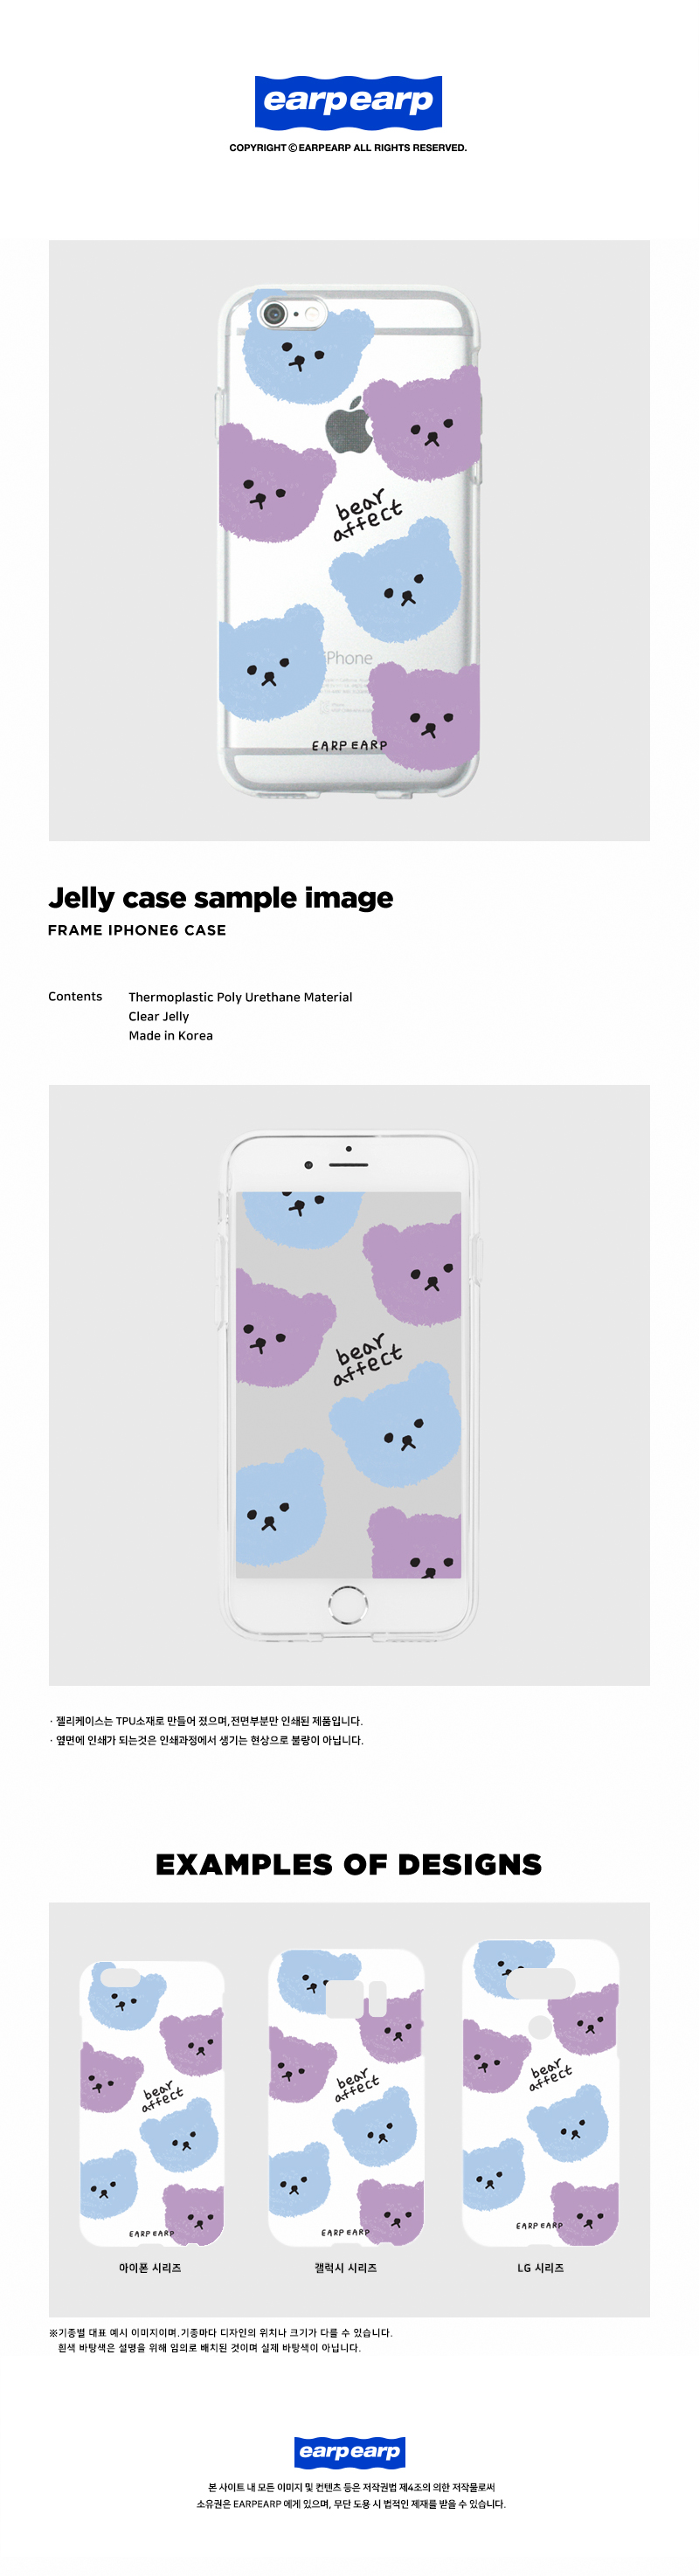 earp earp
COPYRIGHT © EARPEARP ALL RIGHTS RESERVED.
bear
affect
iPhone
EARP EARP
Jelly case sample image
FRAME IPHONE6 CASE
Contents
Thermoplastic Poly Urethane Material
Clear Jelly
Made in Korea
bear
affect
· 젤리케이스는 TPU소재로 만들어 졌으며,전면부분만 인쇄된 제품입니다.
· 옆면에 인쇄가 되는것은 인쇄과정에서 생기는 현상으로 불량이 아닙니다.
EXAMPLES OF DESIGNS
bear
affect
EARP EARP
아이폰 시리즈
bear
affect
EARP EARP
갤럭시 시리즈
bear
affect
EARP EARP
LG 시리즈
※기종별 대표 예시 이미지이며,기종마다 디자인의 위치나 크기가 다를 수 있습니다.
흰색 바탕색은 설명을 위해 임의로 배치된 것이며 실제 바탕색이 아닙니다.
earp earp
본 사이트 내 모든 이미지 및 컨텐츠 등은 저작권법 제4조의 의한 저작물로써
소유권은 EARPEARP 에게 있으며, 무단 도용 시 법적인 제재를 받을 수 있습니다.